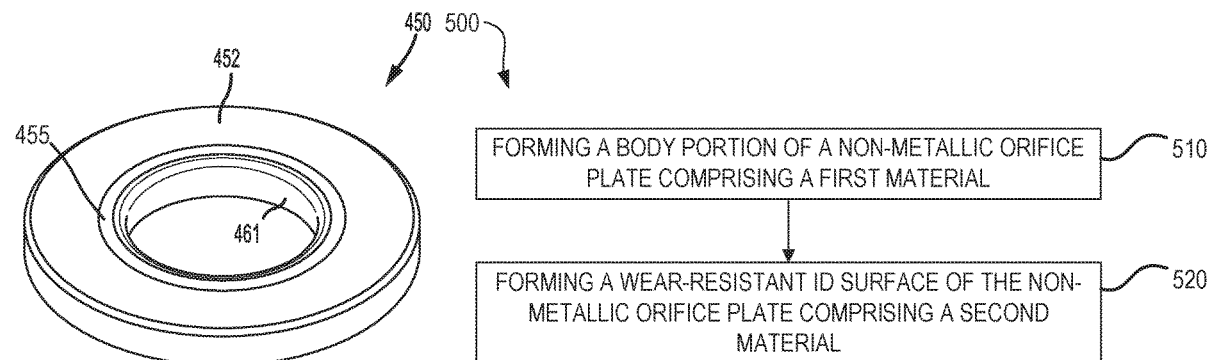 450 500
452
455
461
FORMING A BODY PORTION OF A NON-METALLIC ORIFICE
PLATE COMPRISING A FIRST MATERIAL
510
FORMING A WEAR-RESISTANT ID SURFACE OF THE NON-
METALLIC ORIFICE PLATE COMPRISING A SECOND
MATERIAL
520